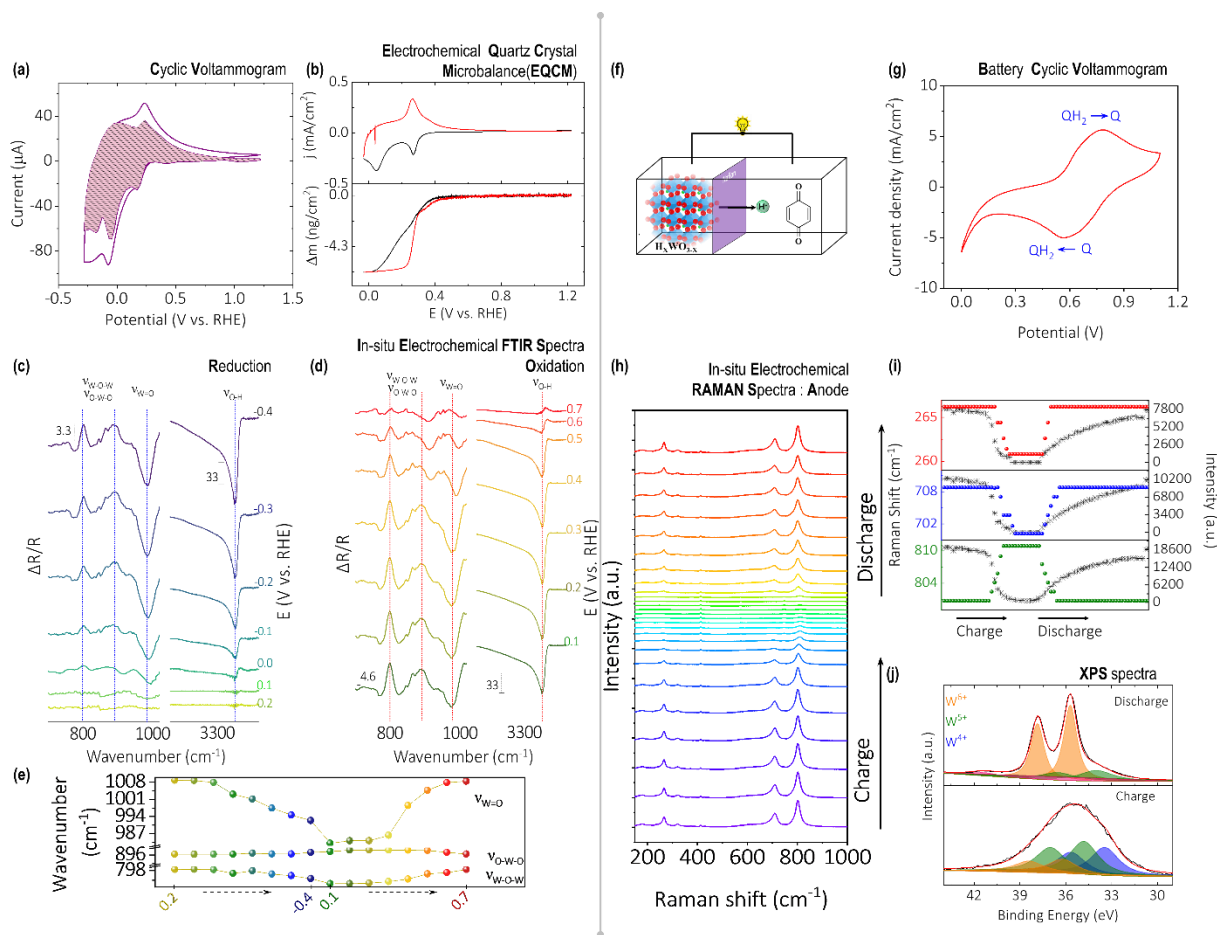 (a)
Cyclic Voltammogram
Current (µA)
40
0
-40
-80
-0.5
0.0
0.5
1.0
1.5
Potential (V vs. RHE)
Electrochemical Quartz Crystal
(b)
Microbalance(EQCM)
j (mA/cm²)
0.5
0.0
-0.5
Δm (ng/cm²)
0.0
-4.3
0.0
0.4
0.8
1.2
E (V vs. RHE)
(c)
Reduction
νW-O-W
νO-W-O
νW=O
νO-H
3.3
33
-0.4
-0.3
-0.2
-0.1
0.0
0.1
0.2
ΔR/R
E (V Vs. RHE)
800
1000
3300
Wavenumber (cm⁻¹)
In-situ Electrochemical FTIR Spectra
(d)
Oxidation
νW-O-W
νO-W-O
νW=O
νO-H
0.7
0.6
0.5
0.4
0.3
0.2
0.1
4.6
33
ΔR/R
E (V vs. RHE)
800
1000
3300
Wavenumber (cm⁻¹)
(e)
Wavenumber
(cm⁻¹)
1008
1001
994
987
896
798
νW=O
νO-W-O
νW-O-W
0.2
-0.4
0.1
0.7
(f)
H⁺
O
O
HxWO3-x
(g)
Battery Cyclic Voltammogram
Current density (mA/cm²)
10
5
0
-5
-10
QH₂ → Q
QH₂ ← Q
0.0
0.3
0.6
0.9
1.2
Potential (V)
(h)
In-situ Electrochemical
RAMAN Spectra : Anode
Intensity (a.u.)
Discharge
Charge
200
400
600
800
1000
Raman shift (cm⁻¹)
(i)
265
260
708
702
810
804
Raman Shift (cm⁻¹)
7800
5200
2600
0
10200
6800
3400
0
18600
12400
6200
0
Intensity (a.u.)
Charge
Discharge
(j)
XPS spectra
W⁶⁺
W⁵⁺
W⁴⁺
Discharge
Charge
Intensity (a.u.)
42
39
36
33
30
Binding Energy (eV)